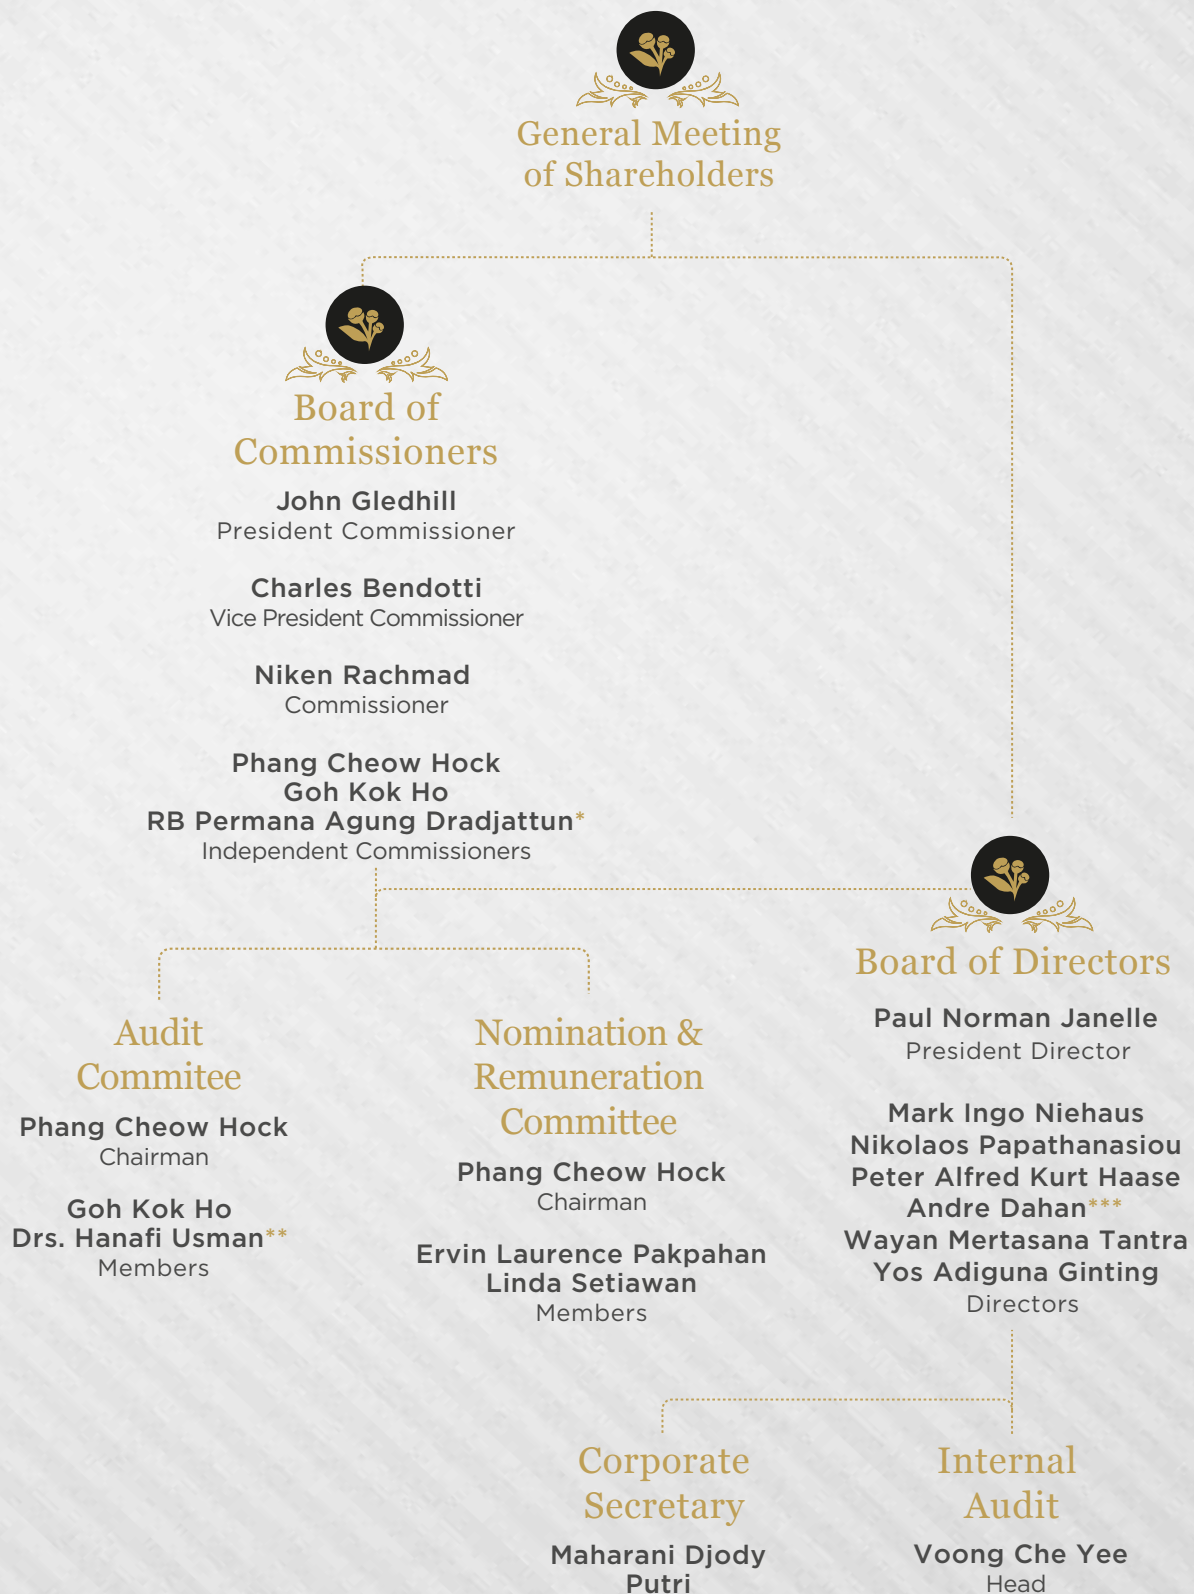 General Meeting
of Shareholders
Board of
Commissioners
John Gledhill
President Commissioner
Charles Bendotti
Vice President Commissioner
Niken Rachmad
Commissioner
Phang Cheow Hock
Goh Kok Ho
RB Permana Agung Dradjattun*
Independent Commissioners
Audit
Commitee
Phang Cheow Hock
Chairman
Goh Kok Ho
Drs. Hanafi Usman**
Members
Nomination &
Remuneration
Committee
Phang Cheow Hock
Chairman
Ervin Laurence Pakpahan
Linda Setiawan
Members
Board of Directors
Paul Norman Janelle
President Director
Mark Ingo Niehaus
Nikolaos Papathanasiou
Peter Alfred Kurt Haase
Andre Dahan***
Wayan Mertasana Tantra
Yos Adiguna Ginting
Directors
Corporate
Secretary
Maharani Djody
Putri
Internal
Audit
Voong Che Yee
Head